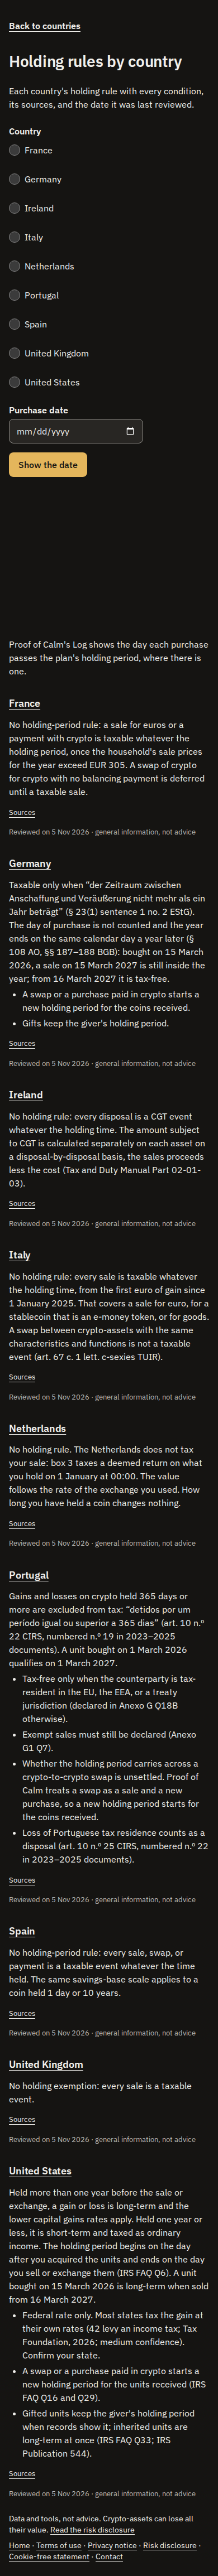 Back to countries
Holding rules by country
Each country's holding rule with every condition,
its sources, and the date it was last reviewed.
Country
France
Germany
Ireland
Italy
Netherlands
Portugal
Spain
United Kingdom
United States
Purchase date
mm/dd/yyyy
Show the date
Proof of Calm's Log shows the day each purchase
passes the plan's holding period, where there is
one.
France
No holding-period rule: a sale for euros or a
payment with crypto is taxable whatever the
holding period, once the household's sale prices
for the year exceed EUR 305. A swap of crypto
for crypto with no balancing payment is deferred
until a taxable sale.
Sources
Reviewed on 5 Nov 2026 · general information, not advice
Germany
Taxable only when “der Zeitraum zwischen
Anschaffung und Veräußerung nicht mehr als ein
Jahr beträgt” (§ 23(1) sentence 1 no. 2 EStG).
The day of purchase is not counted and the year
ends on the same calendar day a year later (§
108 AO, §§ 187–188 BGB): bought on 15 March
2026, a sale on 15 March 2027 is still inside the
year; from 16 March 2027 it is tax-free.
• A swap or a purchase paid in crypto starts a
new holding period for the coins received.
• Gifts keep the giver's holding period.
Sources
Reviewed on 5 Nov 2026 · general information, not advice
Ireland
No holding rule: every disposal is a CGT event
whatever the holding time. The amount subject
to CGT is calculated separately on each asset on
a disposal-by-disposal basis, the sales proceeds
less the cost (Tax and Duty Manual Part 02-01-
03).
Sources
Reviewed on 5 Nov 2026 · general information, not advice
Italy
No holding rule: every sale is taxable whatever
the holding time, from the first euro of gain since
1 January 2025. That covers a sale for euro, for a
stablecoin that is an e-money token, or for goods.
A swap between crypto-assets with the same
characteristics and functions is not a taxable
event (art. 67 c. 1 lett. c-sexies TUIR).
Sources
Reviewed on 5 Nov 2026 · general information, not advice
Netherlands
No holding rule. The Netherlands does not tax
your sale: box 3 taxes a deemed return on what
you hold on 1 January at 00:00. The value
follows the rate of the exchange you used. How
long you have held a coin changes nothing.
Sources
Reviewed on 5 Nov 2026 · general information, not advice
Portugal
Gains and losses on crypto held 365 days or
more are excluded from tax: “detidos por um
período igual ou superior a 365 dias” (art. 10 n.º
22 CIRS, numbered n.º 19 in 2023–2025
documents). A unit bought on 1 March 2026
qualifies on 1 March 2027.
• Tax-free only when the counterparty is tax-
resident in the EU, the EEA, or a treaty
jurisdiction (declared in Anexo G Q18B
otherwise).
• Exempt sales must still be declared (Anexo
G1 Q7).
• Whether the holding period carries across a
crypto-to-crypto swap is unsettled. Proof of
Calm treats a swap as a sale and a new
purchase, so a new holding period starts for
the coins received.
• Loss of Portuguese tax residence counts as a
disposal (art. 10 n.º 25 CIRS, numbered n.º 22
in 2023–2025 documents).
Sources
Reviewed on 5 Nov 2026 · general information, not advice
Spain
No holding-period rule: every sale, swap, or
payment is a taxable event whatever the time
held. The same savings-base scale applies to a
coin held 1 day or 10 years.
Sources
Reviewed on 5 Nov 2026 · general information, not advice
United Kingdom
No holding exemption: every sale is a taxable
event.
Sources
Reviewed on 5 Nov 2026 · general information, not advice
United States
Held more than one year before the sale or
exchange, a gain or loss is long-term and the
lower capital gains rates apply. Held one year or
less, it is short-term and taxed as ordinary
income. The holding period begins on the day
after you acquired the units and ends on the day
you sell or exchange them (IRS FAQ Q6). A unit
bought on 15 March 2026 is long-term when sold
from 16 March 2027.
• Federal rate only. Most states tax the gain at
their own rates (42 levy an income tax; Tax
Foundation, 2026; medium confidence).
Confirm your state.
• A swap or a purchase paid in crypto starts a
new holding period for the units received (IRS
FAQ Q16 and Q29).
• Gifted units keep the giver's holding period
when records show it; inherited units are
long-term at once (IRS FAQ Q33; IRS
Publication 544).
Sources
Reviewed on 5 Nov 2026 · general information, not advice
Data and tools, not advice. Crypto-assets can lose all
their value. Read the risk disclosure
Home · Terms of use · Privacy notice · Risk disclosure ·
Cookie-free statement · Contact